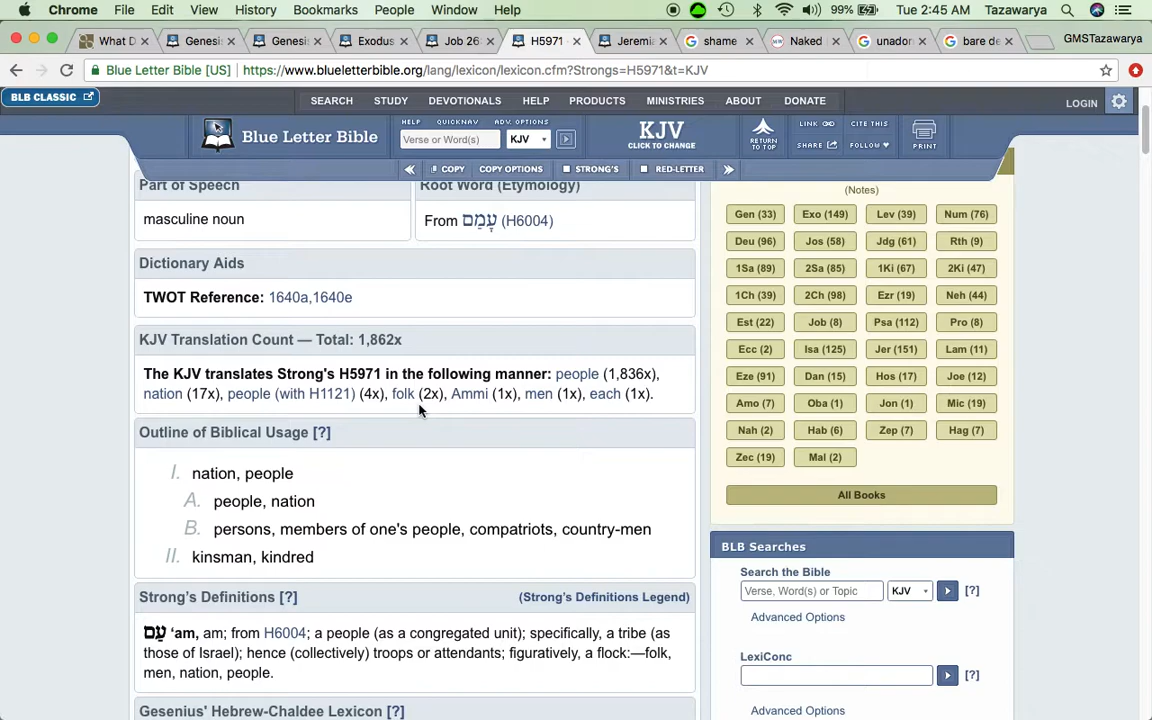 Chrome File Edit View History Bookmarks People Window Help 99% Tue 2:45 AM Tazawarya
What D Genesis Genesis Exodus Job 26 H5971 - Jeremia shame Naked unador bare de GMSTazawarya
Blue Letter Bible [US] https://www.blueletterbible.org/lang/lexicon/lexicon.cfm?Strongs=H5971&t=KJV
BLB CLASSIC
SEARCH STUDY DEVOTIONALS HELP PRODUCTS MINISTRIES ABOUT DONATE LOGIN
HELP QUICKNAV ADV. OPTIONS
Blue Letter Bible Verse or Word(s) KJV
KJV
CLICK TO CHANGE
RETURN TO TOP
LINK CITE THIS
SHARE FOLLOW PRINT
COPY COPY OPTIONS STRONG'S RED-LETTER
Part of Speech
masculine noun
Root Word (Etymology)
From עָמַם (H6004)
Dictionary Aids
TWOT Reference: 1640a,1640e
KJV Translation Count — Total: 1,862x
The KJV translates Strong's H5971 in the following manner: people (1,836x),
nation (17x), people (with H1121) (4x), folk (2x), Ammi (1x), men (1x), each (1x).
Outline of Biblical Usage [?]
I. nation, people
A. people, nation
B. persons, members of one's people, compatriots, country-men
II. kinsman, kindred
Strong's Definitions [?] (Strong's Definitions Legend)
עַם ʻam, am; from H6004; a people (as a congregated unit); specifically, a tribe (as
those of Israel); hence (collectively) troops or attendants; figuratively, a flock:—folk,
men, nation, people.
Gesenius' Hebrew-Chaldee Lexicon [?]
(Notes)
Gen (33) Exo (149) Lev (39) Num (76)
Deu (96) Jos (58) Jdg (61) Rth (9)
1Sa (89) 2Sa (85) 1Ki (67) 2Ki (47)
1Ch (39) 2Ch (98) Ezr (19) Neh (44)
Est (22) Job (8) Psa (112) Pro (8)
Ecc (2) Isa (125) Jer (151) Lam (11)
Eze (91) Dan (15) Hos (17) Joe (12)
Amo (7) Oba (1) Jon (1) Mic (19)
Nah (2) Hab (6) Zep (7) Hag (7)
Zec (19) Mal (2)
All Books
BLB Searches
Search the Bible
Verse, Word(s) or Topic KJV [?]
Advanced Options
LexiConc
[?]
Advanced Options